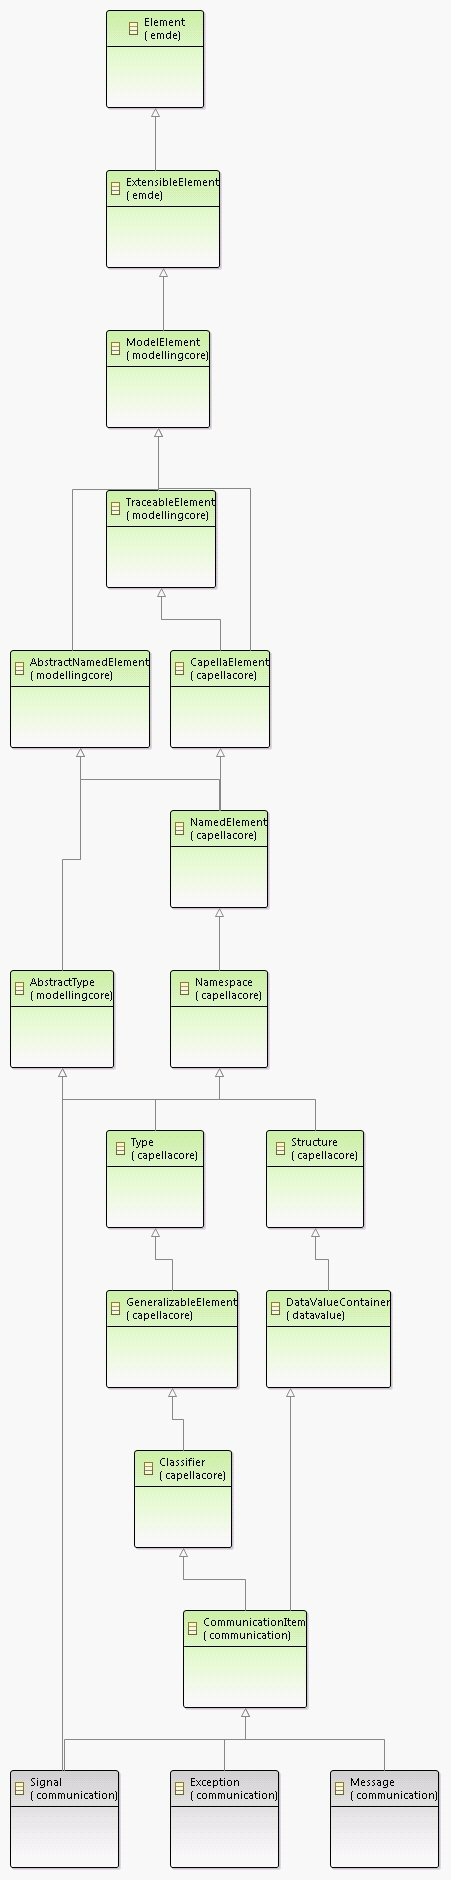 Element
( emde)
ExtensibleElement
( emde)
ModelElement
( modellingcore)
TraceableElement
( modellingcore)
AbstractNamedElement
( modellingcore)
CapellaElement
( capellacore)
NamedElement
( capellacore)
AbstractType
( modellingcore)
Namespace
( capellacore)
Type
( capellacore)
Structure
( capellacore)
GeneralizableElement
( capellacore)
DataValueContainer
( datavalue)
Classifier
( capellacore)
CommunicationItem
( communication)
Signal
( communication)
Exception
( communication)
Message
( communication)